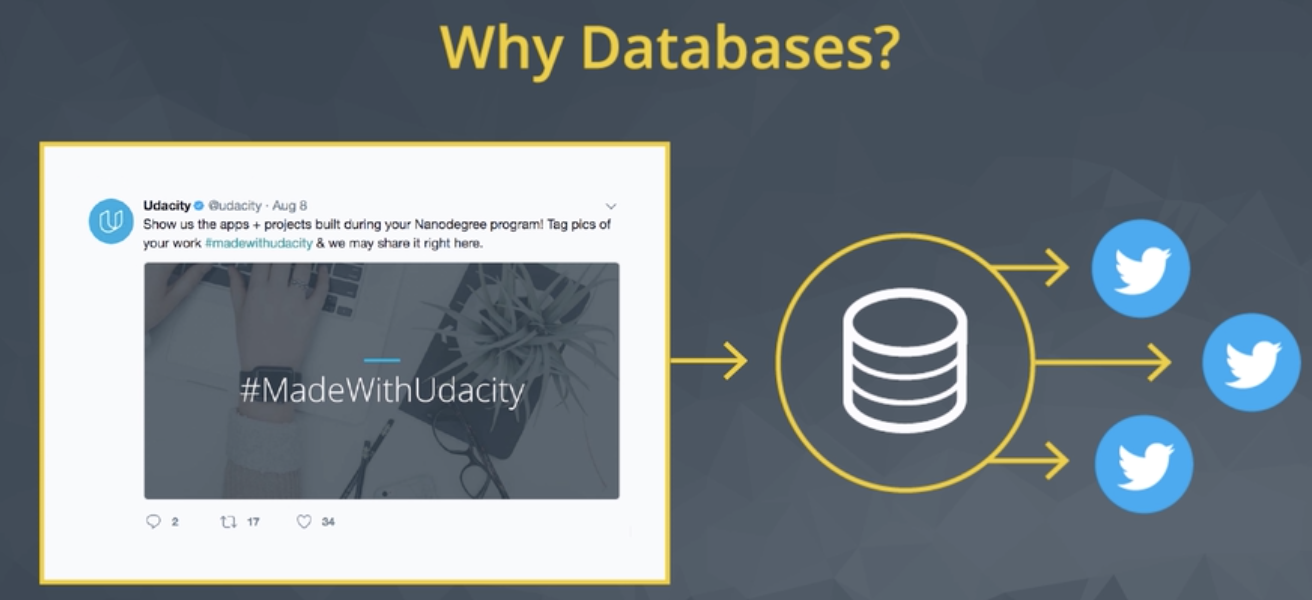 Why Databases?
Udacity @udacity · Aug 8
Show us the apps + projects built during your Nanodegree program! Tag pics of
your work #madewithudacity & we may share it right here.
#MadeWithUdacity
2 17 34